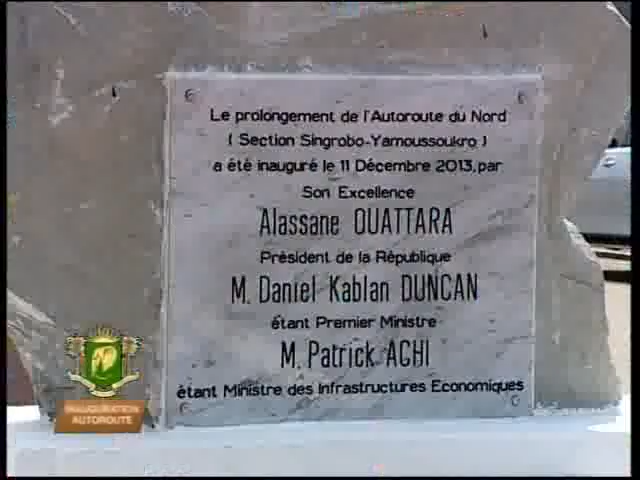 Le prolongement de l'Autoroute du Nord
( Section Singrobo-Yamoussoukro )
a été inauguré le 11 Décembre 2013, par
Son Excellence
Alassane OUATTARA
Président de la République
M. Daniel Kablan DUNCAN
étant Premier Ministre
M. Patrick ACHI
étant Ministre des Infrastructures Economiques
INAUGURATION
AUTOROUTE